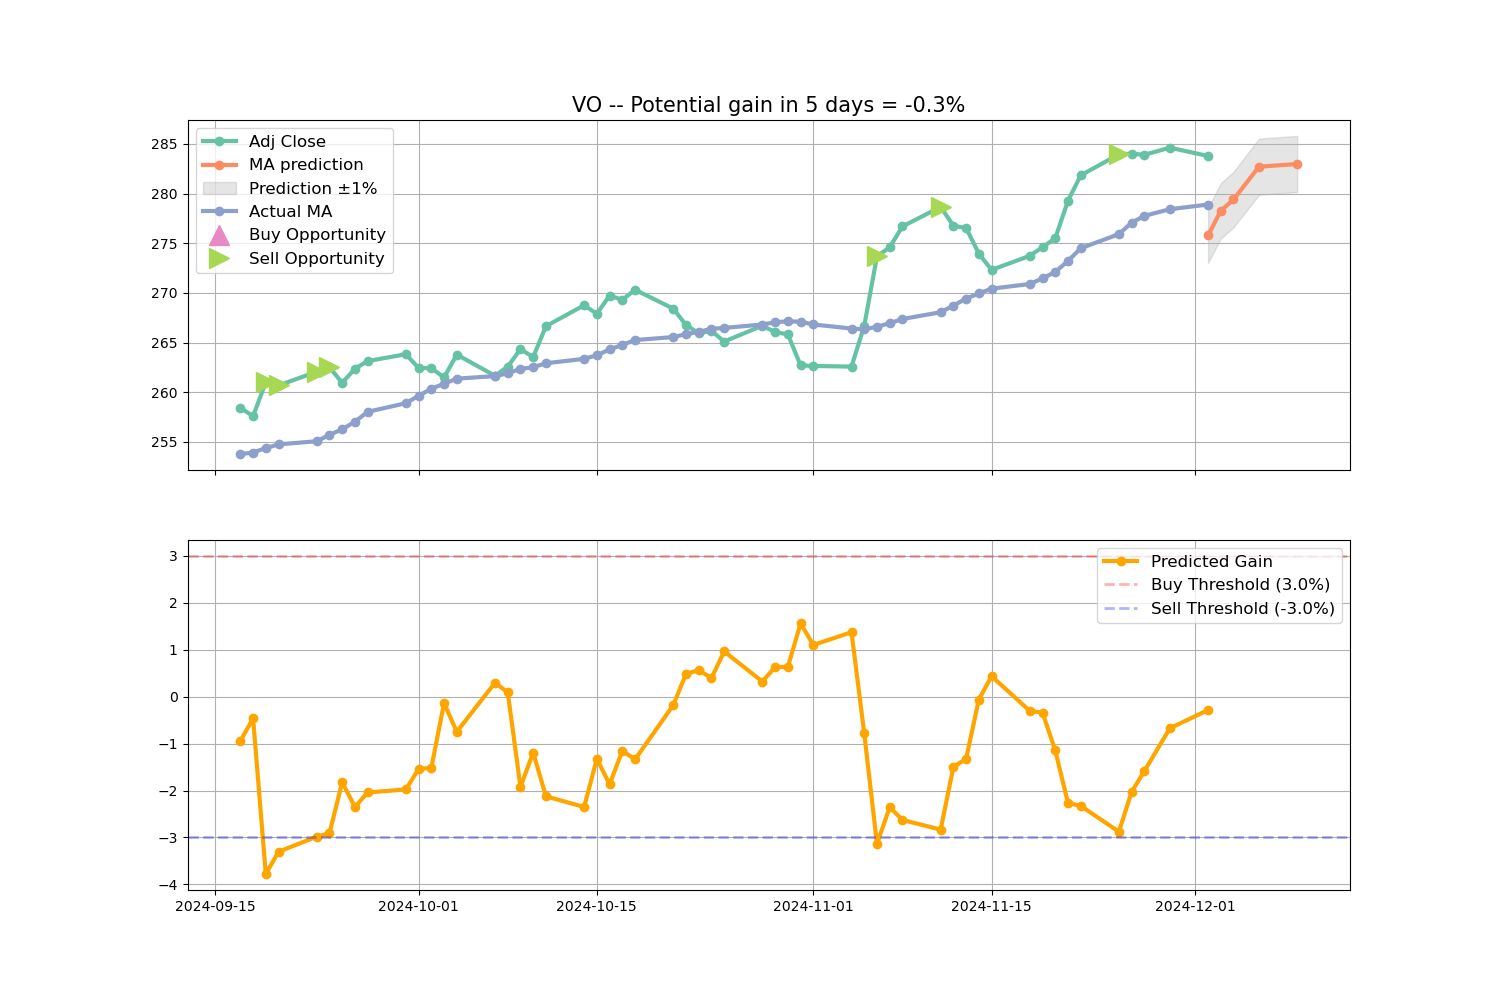 VO -- Potential gain in 5 days = -0.3%
285
280
275
270
265
260
255
Adj Close
MA prediction
Prediction ±1%
Actual MA
Buy Opportunity
Sell Opportunity
3
2
1
0
−1
−2
−3
−4
Predicted Gain
Buy Threshold (3.0%)
Sell Threshold (-3.0%)
2024-09-15 2024-10-01 2024-10-15 2024-11-01 2024-11-15 2024-12-01